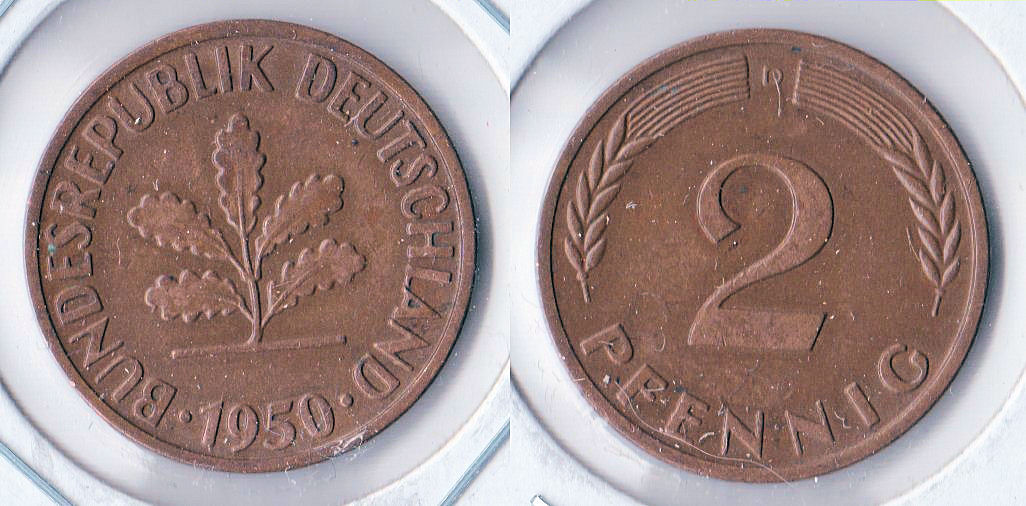 BUNDESREPUBLIK DEUTSCHLAND
· 1950 ·
2
PFENNIG